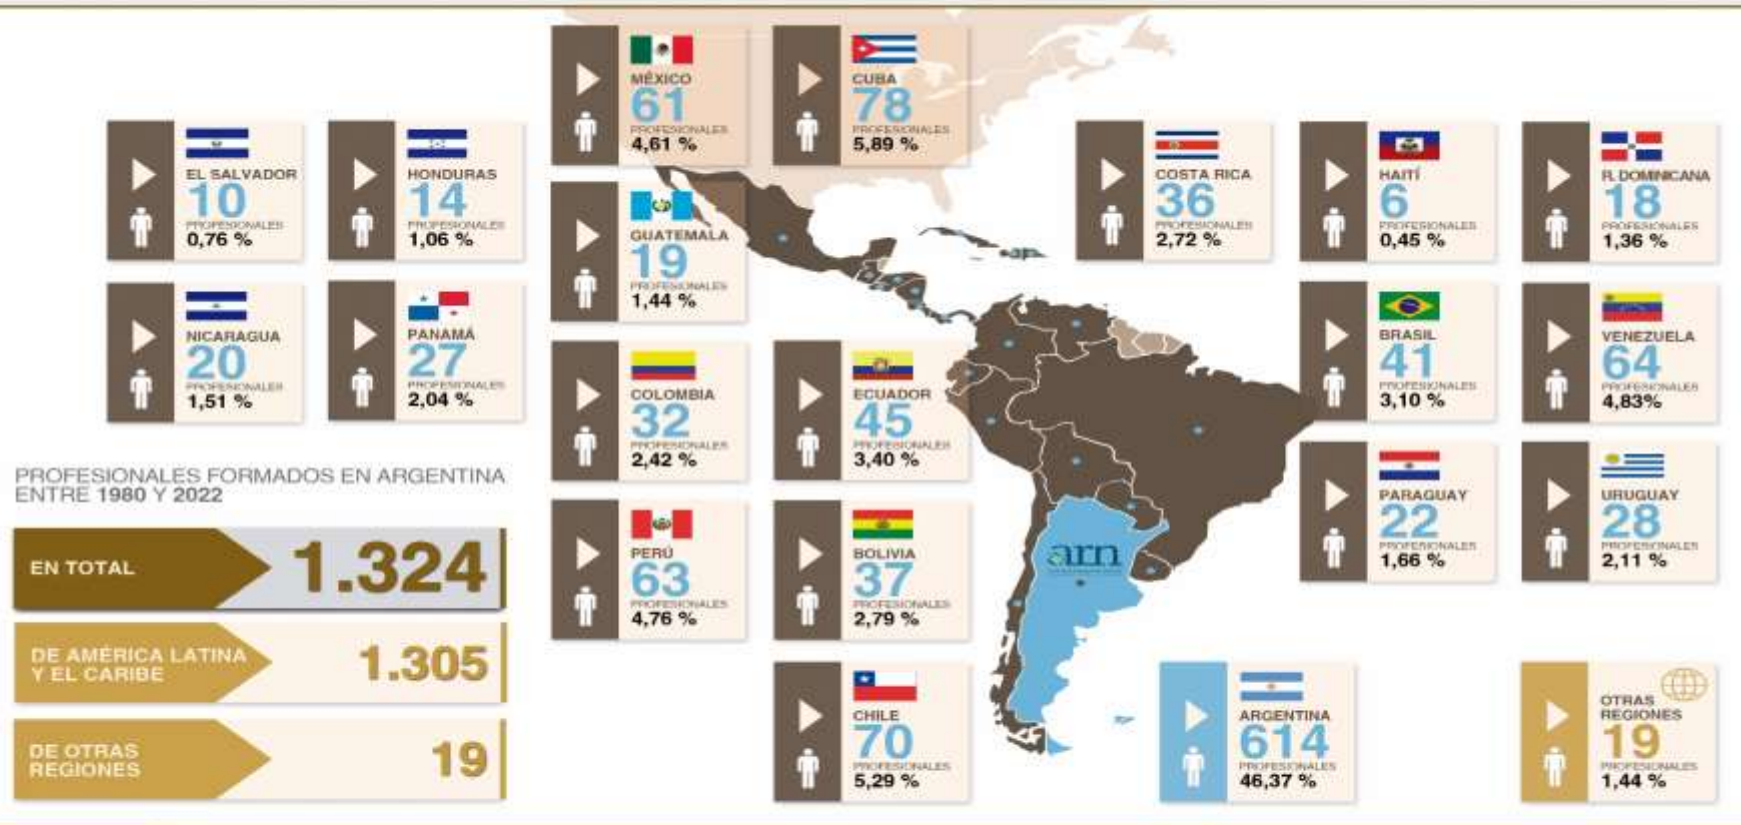 MÉXICO
61
PROFESIONALES
4,61 %
CUBA
78
PROFESIONALES
5,89 %
EL SALVADOR
10
PROFESIONALES
0,76 %
HONDURAS
14
PROFESIONALES
1,06 %
GUATEMALA
19
PROFESIONALES
1,44 %
COSTA RICA
36
PROFESIONALES
2,72 %
HAITÍ
6
PROFESIONALES
0,45 %
R. DOMINICANA
18
PROFESIONALES
1,36 %
NICARAGUA
20
PROFESIONALES
1,51 %
PANAMÁ
27
PROFESIONALES
2,04 %
COLOMBIA
32
PROFESIONALES
2,42 %
ECUADOR
45
PROFESIONALES
3,40 %
BRASIL
41
PROFESIONALES
3,10 %
VENEZUELA
64
PROFESIONALES
4,83%
PROFESIONALES FORMADOS EN ARGENTINA
ENTRE 1980 Y 2022
EN TOTAL
1.324
DE AMÉRICA LATINA
Y EL CARIBE
1.305
DE OTRAS
REGIONES
19
PERÚ
63
PROFESIONALES
4,76 %
BOLIVIA
37
PROFESIONALES
2,79 %
arn
PARAGUAY
22
PROFESIONALES
1,66 %
URUGUAY
28
PROFESIONALES
2,11 %
CHILE
70
PROFESIONALES
5,29 %
ARGENTINA
614
PROFESIONALES
46,37 %
OTRAS
REGIONES
19
PROFESIONALES
1,44 %